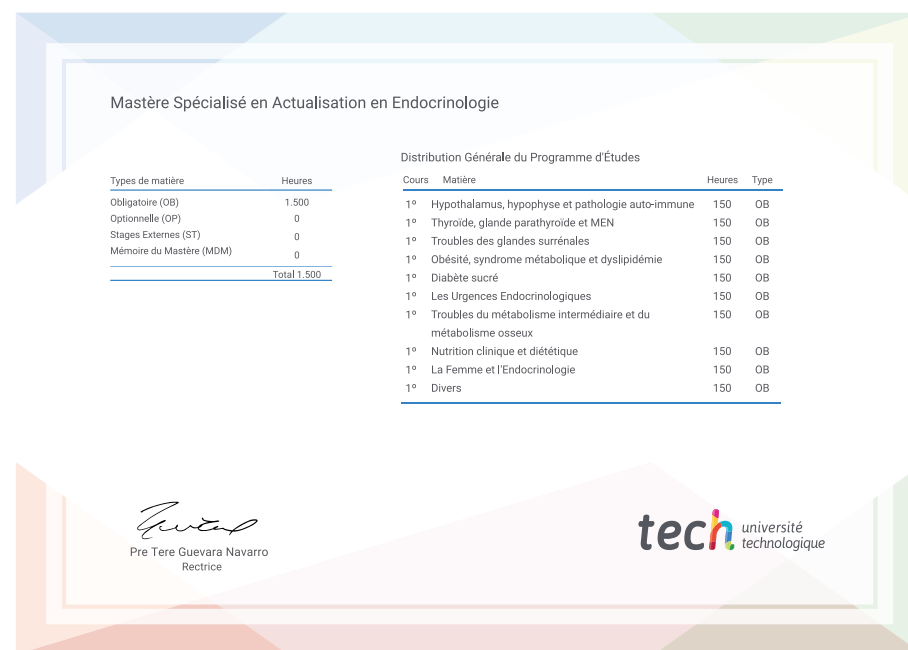 Mastère Spécialisé en Actualisation en Endocrinologie
Types de matière Heures
Obligatoire (OB) 1.500
Optionnelle (OP) 0
Stages Externes (ST) 0
Mémoire du Mastère (MDM) 0
Total 1.500
Distribution Générale du Programme d'Études
Cours Matière Heures Type
1º Hypothalamus, hypophyse et pathologie auto-immune 150 OB
1º Thyroïde, glande parathyroïde et MEN 150 OB
1º Troubles des glandes surrénales 150 OB
1º Obésité, syndrome métabolique et dyslipidémie 150 OB
1º Diabète sucré 150 OB
1º Les Urgences Endocrinologiques 150 OB
1º Troubles du métabolisme intermédiaire et du 150 OB
métabolisme osseux
1º Nutrition clinique et diététique 150 OB
1º La Femme et l'Endocrinologie 150 OB
1º Divers 150 OB
Pre Tere Guevara Navarro
Rectrice
tech université
technologique